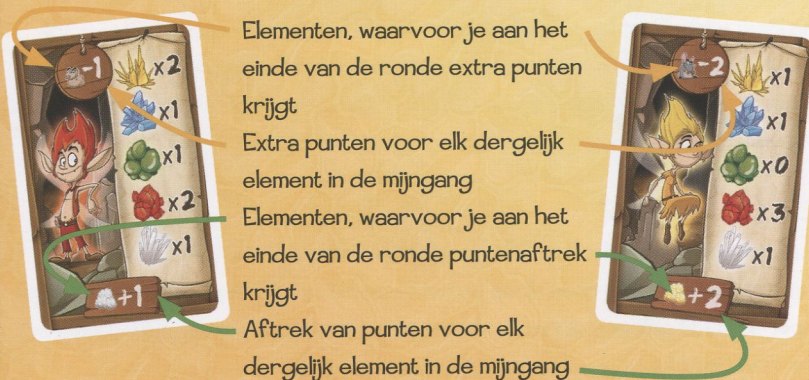 -1
x2
x1
x1
x2
x1
+1
Elementen, waarvoor je aan het
einde van de ronde extra punten
krijgt
Extra punten voor elk dergelijk
element in de mijngang
Elementen, waarvoor je aan het
einde van de ronde puntenaftrek
krijgt
Aftrek van punten voor elk
dergelijk element in de mijngang
-2
x1
x1
x0
x3
x1
+2